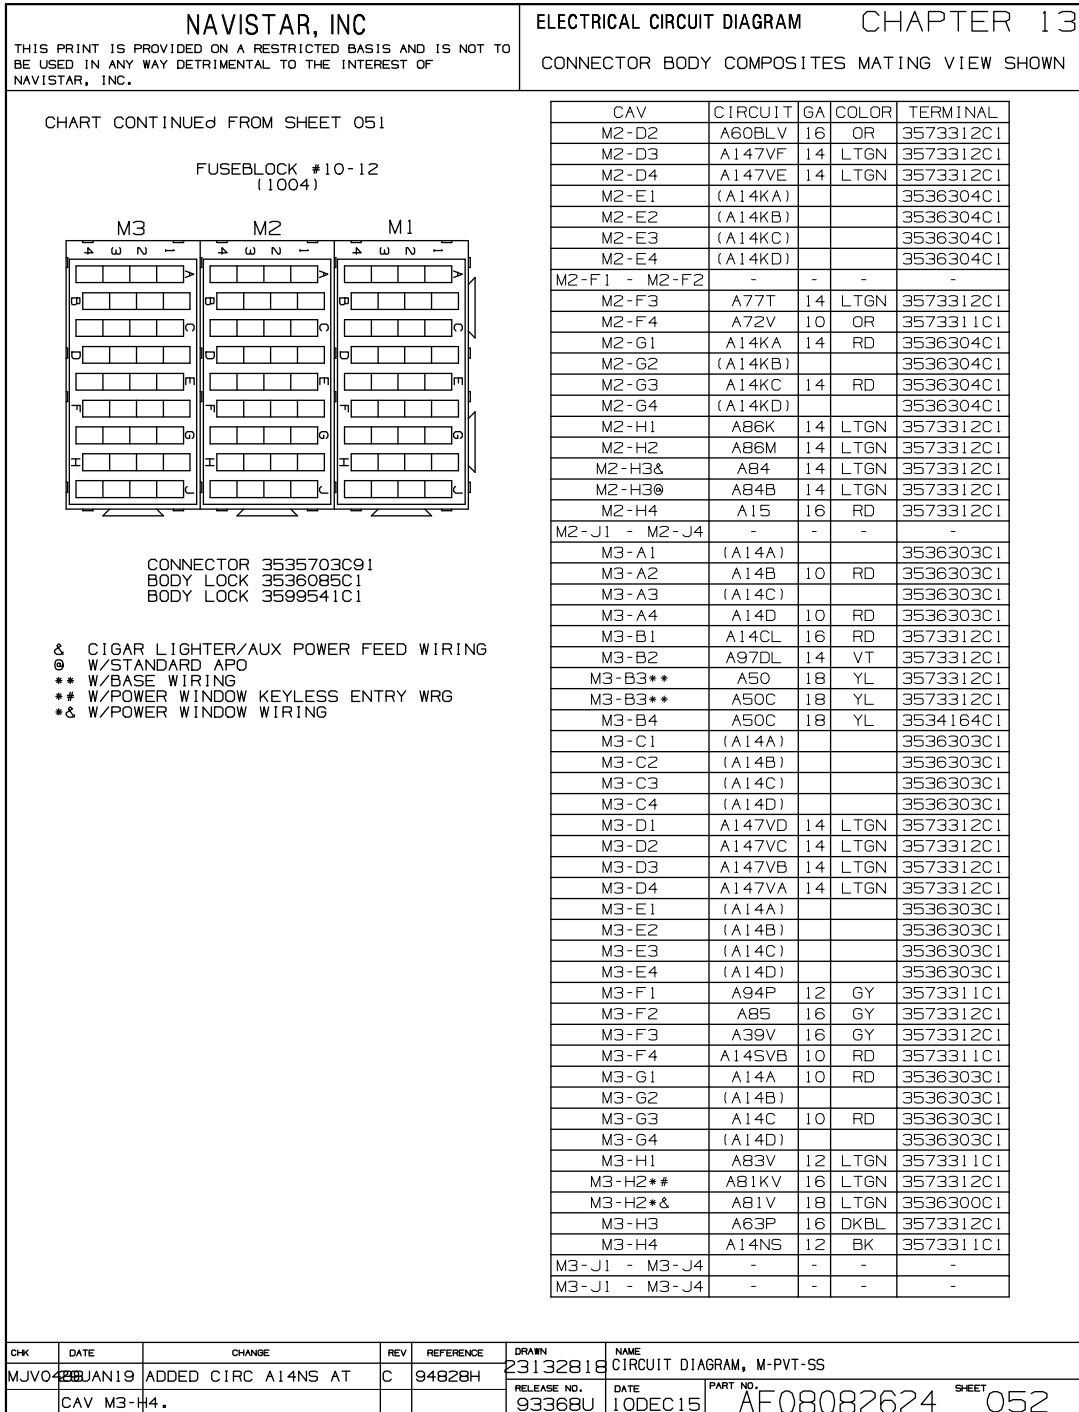 NAVISTAR, INC
THIS PRINT IS PROVIDED ON A RESTRICTED BASIS AND IS NOT TO
BE USED IN ANY WAY DETRIMENTAL TO THE INTEREST OF
NAVISTAR, INC.
ELECTRICAL CIRCUIT DIAGRAM CHAPTER 13
CONNECTOR BODY COMPOSITES MATING VIEW SHOWN
CHART CONTINUEd FROM SHEET 051
FUSEBLOCK #10-12
(1004)
M3 M2 M1
4 3 2 1 4 3 2 1 4 3 2 1
A A A
B B B
C C C
D D D
E E E
F F F
G G G
H H H
J J J
CONNECTOR 3535703C91
BODY LOCK 3536085C1
BODY LOCK 3599541C1
& CIGAR LIGHTER/AUX POWER FEED WIRING
@ W/STANDARD APO
** W/BASE WIRING
*# W/POWER WINDOW KEYLESS ENTRY WRG
*& W/POWER WINDOW WIRING
CAV CIRCUIT GA COLOR TERMINAL
M2-D2 A60BLV 16 OR 3573312C1
M2-D3 A147VF 14 LTGN 3573312C1
M2-D4 A147VE 14 LTGN 3573312C1
M2-E1 (A14KA) 3536304C1
M2-E2 (A14KB) 3536304C1
M2-E3 (A14KC) 3536304C1
M2-E4 (A14KD) 3536304C1
M2-F1 - M2-F2 - - - -
M2-F3 A77T 14 LTGN 3573312C1
M2-F4 A72V 10 OR 3573311C1
M2-G1 A14KA 14 RD 3536304C1
M2-G2 (A14KB) 3536304C1
M2-G3 A14KC 14 RD 3536304C1
M2-G4 (A14KD) 3536304C1
M2-H1 A86K 14 LTGN 3573312C1
M2-H2 A86M 14 LTGN 3573312C1
M2-H3& A84 14 LTGN 3573312C1
M2-H3@ A84B 14 LTGN 3573312C1
M2-H4 A15 16 RD 3573312C1
M2-J1 - M2-J4 - - - -
M3-A1 (A14A) 3536303C1
M3-A2 A14B 10 RD 3536303C1
M3-A3 (A14C) 3536303C1
M3-A4 A14D 10 RD 3536303C1
M3-B1 A14CL 16 RD 3573312C1
M3-B2 A97DL 14 VT 3573312C1
M3-B3** A50 18 YL 3573312C1
M3-B3** A50C 18 YL 3573312C1
M3-B4 A50C 18 YL 3534164C1
M3-C1 (A14A) 3536303C1
M3-C2 (A14B) 3536303C1
M3-C3 (A14C) 3536303C1
M3-C4 (A14D) 3536303C1
M3-D1 A147VD 14 LTGN 3573312C1
M3-D2 A147VC 14 LTGN 3573312C1
M3-D3 A147VB 14 LTGN 3573312C1
M3-D4 A147VA 14 LTGN 3573312C1
M3-E1 (A14A) 3536303C1
M3-E2 (A14B) 3536303C1
M3-E3 (A14C) 3536303C1
M3-E4 (A14D) 3536303C1
M3-F1 A94P 12 GY 3573311C1
M3-F2 A85 16 GY 3573312C1
M3-F3 A39V 16 GY 3573312C1
M3-F4 A14SVB 10 RD 3573311C1
M3-G1 A14A 10 RD 3536303C1
M3-G2 (A14B) 3536303C1
M3-G3 A14C 10 RD 3536303C1
M3-G4 (A14D) 3536303C1
M3-H1 A83V 12 LTGN 3573311C1
M3-H2*# A81KV 16 LTGN 3573312C1
M3-H2*& A81V 18 LTGN 3536300C1
M3-H3 A63P 16 DKBL 3573312C1
M3-H4 A14NS 12 BK 3573311C1
M3-J1 - M3-J4 - - - -
M3-J1 - M3-J4 - - - -
CHK DATE CHANGE REV REFERENCE
ADDED CIRC A14NS AT C 94828H
CAV M3-H4.
DRAWN 23132818
NAME CIRCUIT DIAGRAM, M-PVT-SS
RELEASE NO. 93368U
DATE 10DEC15
PART NO. AF08087674
SHEET 052